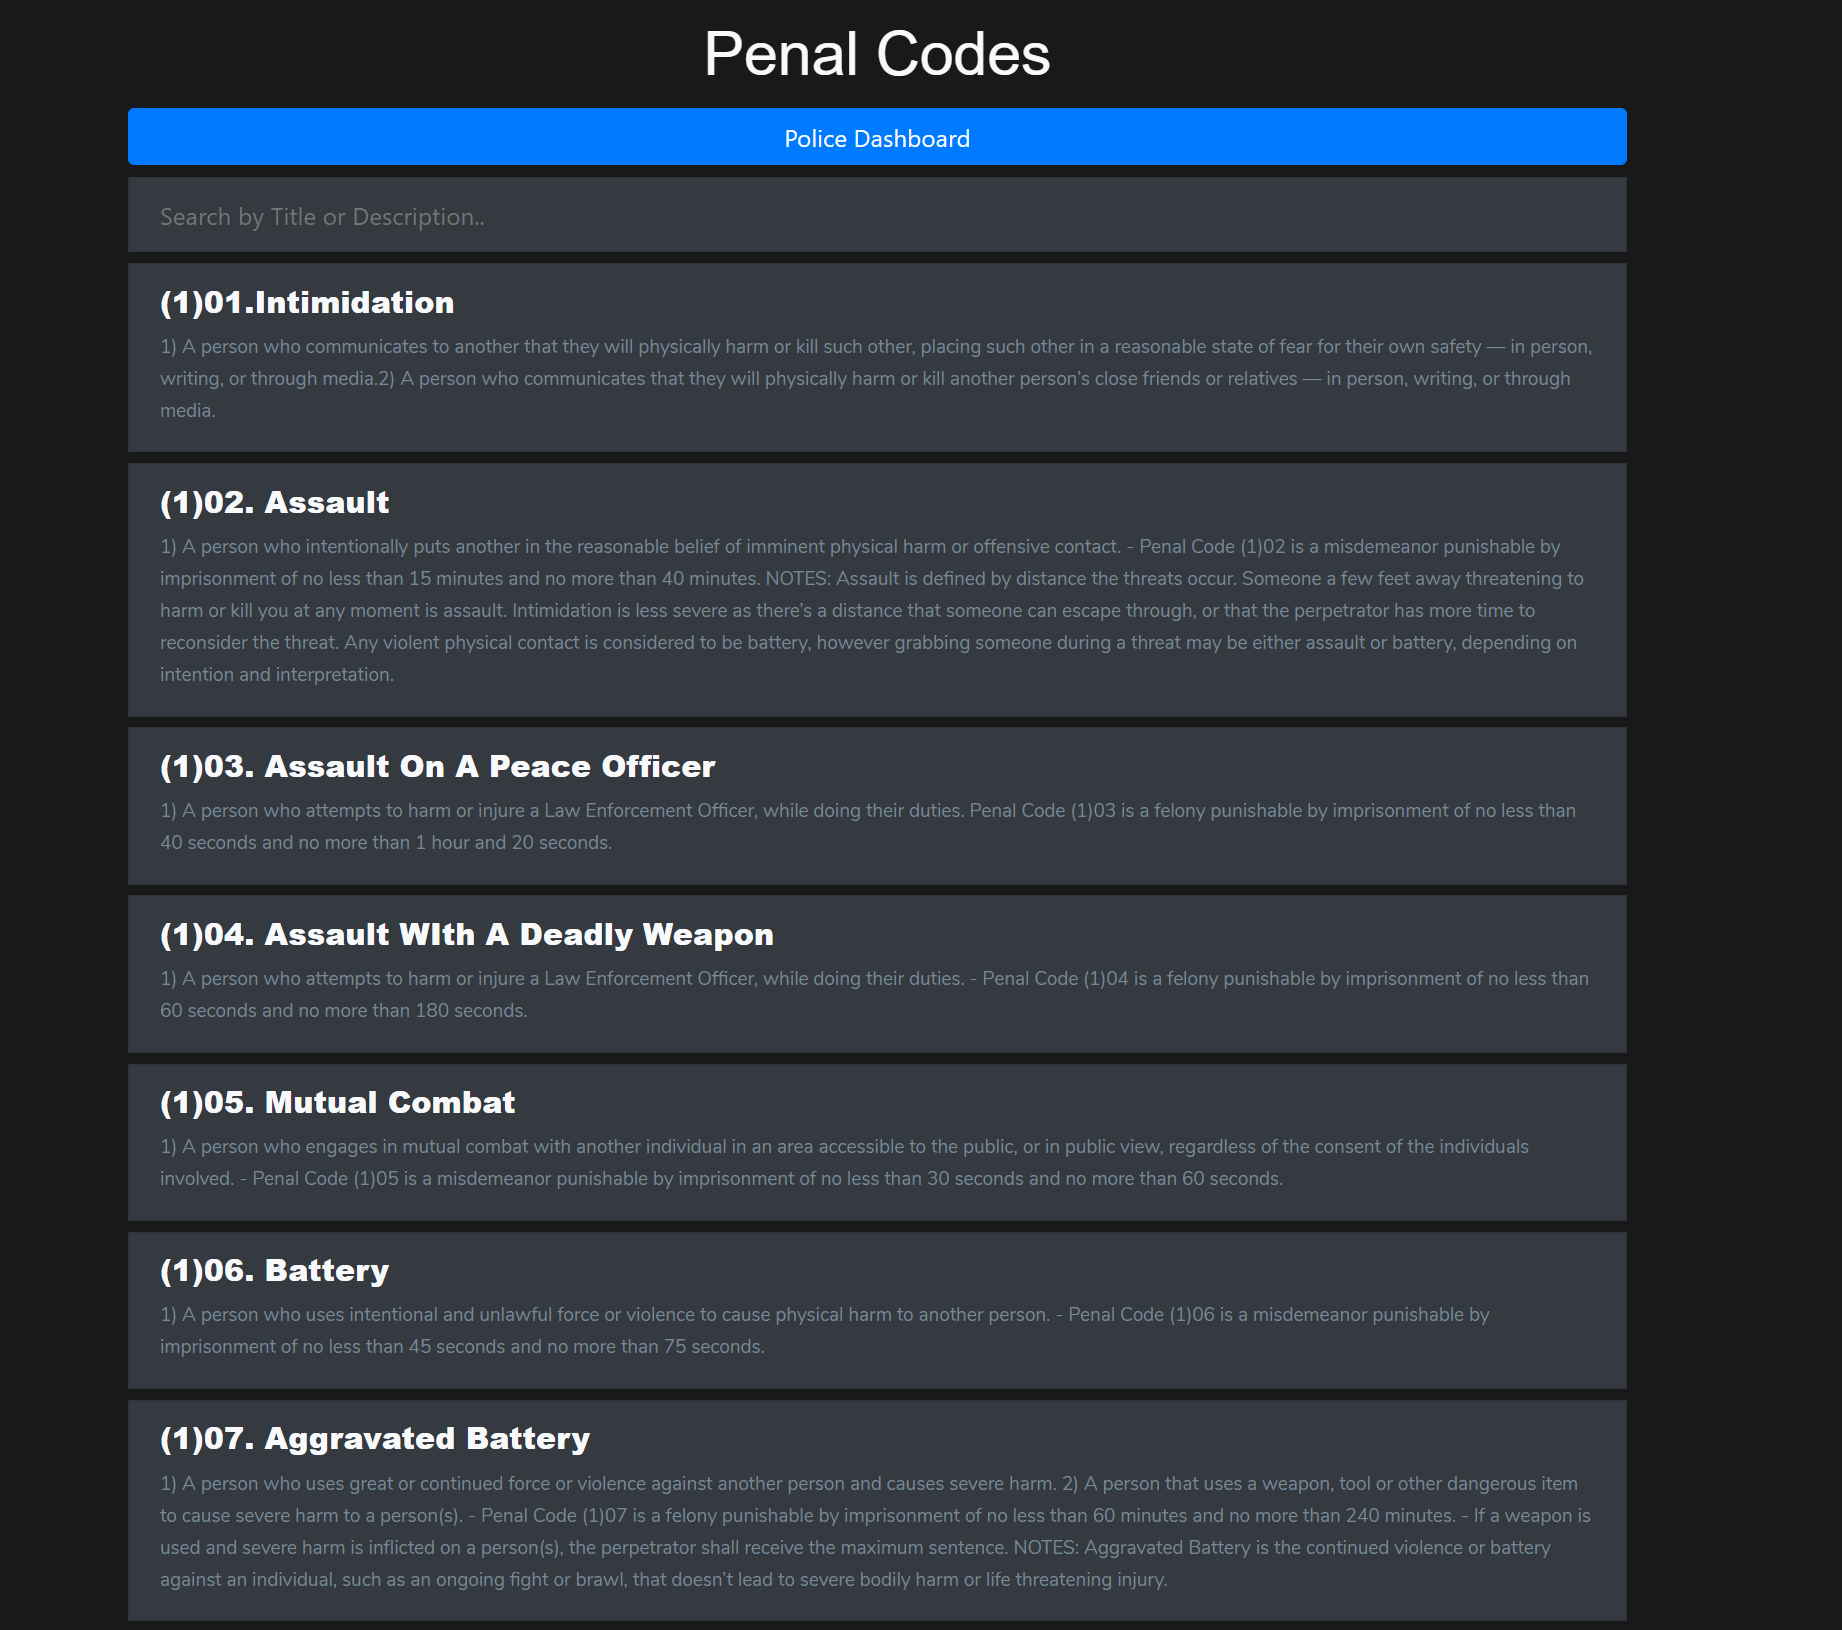 Penal Codes
Police Dashboard
Search by Title or Description..
(1)01.Intimidation
1) A person who communicates to another that they will physically harm or kill such other, placing such other in a reasonable state of fear for their own safety — in person,
writing, or through media.2) A person who communicates that they will physically harm or kill another person’s close friends or relatives — in person, writing, or through
media.
(1)02. Assault
1) A person who intentionally puts another in the reasonable belief of imminent physical harm or offensive contact. - Penal Code (1)02 is a misdemeanor punishable by
imprisonment of no less than 15 minutes and no more than 40 minutes. NOTES: Assault is defined by distance the threats occur. Someone a few feet away threatening to
harm or kill you at any moment is assault. Intimidation is less severe as there’s a distance that someone can escape through, or that the perpetrator has more time to
reconsider the threat. Any violent physical contact is considered to be battery, however grabbing someone during a threat may be either assault or battery, depending on
intention and interpretation.
(1)03. Assault On A Peace Officer
1) A person who attempts to harm or injure a Law Enforcement Officer, while doing their duties. Penal Code (1)03 is a felony punishable by imprisonment of no less than
40 seconds and no more than 1 hour and 20 seconds.
(1)04. Assault WIth A Deadly Weapon
1) A person who attempts to harm or injure a Law Enforcement Officer, while doing their duties. - Penal Code (1)04 is a felony punishable by imprisonment of no less than
60 seconds and no more than 180 seconds.
(1)05. Mutual Combat
1) A person who engages in mutual combat with another individual in an area accessible to the public, or in public view, regardless of the consent of the individuals
involved. - Penal Code (1)05 is a misdemeanor punishable by imprisonment of no less than 30 seconds and no more than 60 seconds.
(1)06. Battery
1) A person who uses intentional and unlawful force or violence to cause physical harm to another person. - Penal Code (1)06 is a misdemeanor punishable by
imprisonment of no less than 45 seconds and no more than 75 seconds.
(1)07. Aggravated Battery
1) A person who uses great or continued force or violence against another person and causes severe harm. 2) A person that uses a weapon, tool or other dangerous item
to cause severe harm to a person(s). - Penal Code (1)07 is a felony punishable by imprisonment of no less than 60 minutes and no more than 240 minutes. - If a weapon is
used and severe harm is inflicted on a person(s), the perpetrator shall receive the maximum sentence. NOTES: Aggravated Battery is the continued violence or battery
against an individual, such as an ongoing fight or brawl, that doesn’t lead to severe bodily harm or life threatening injury.